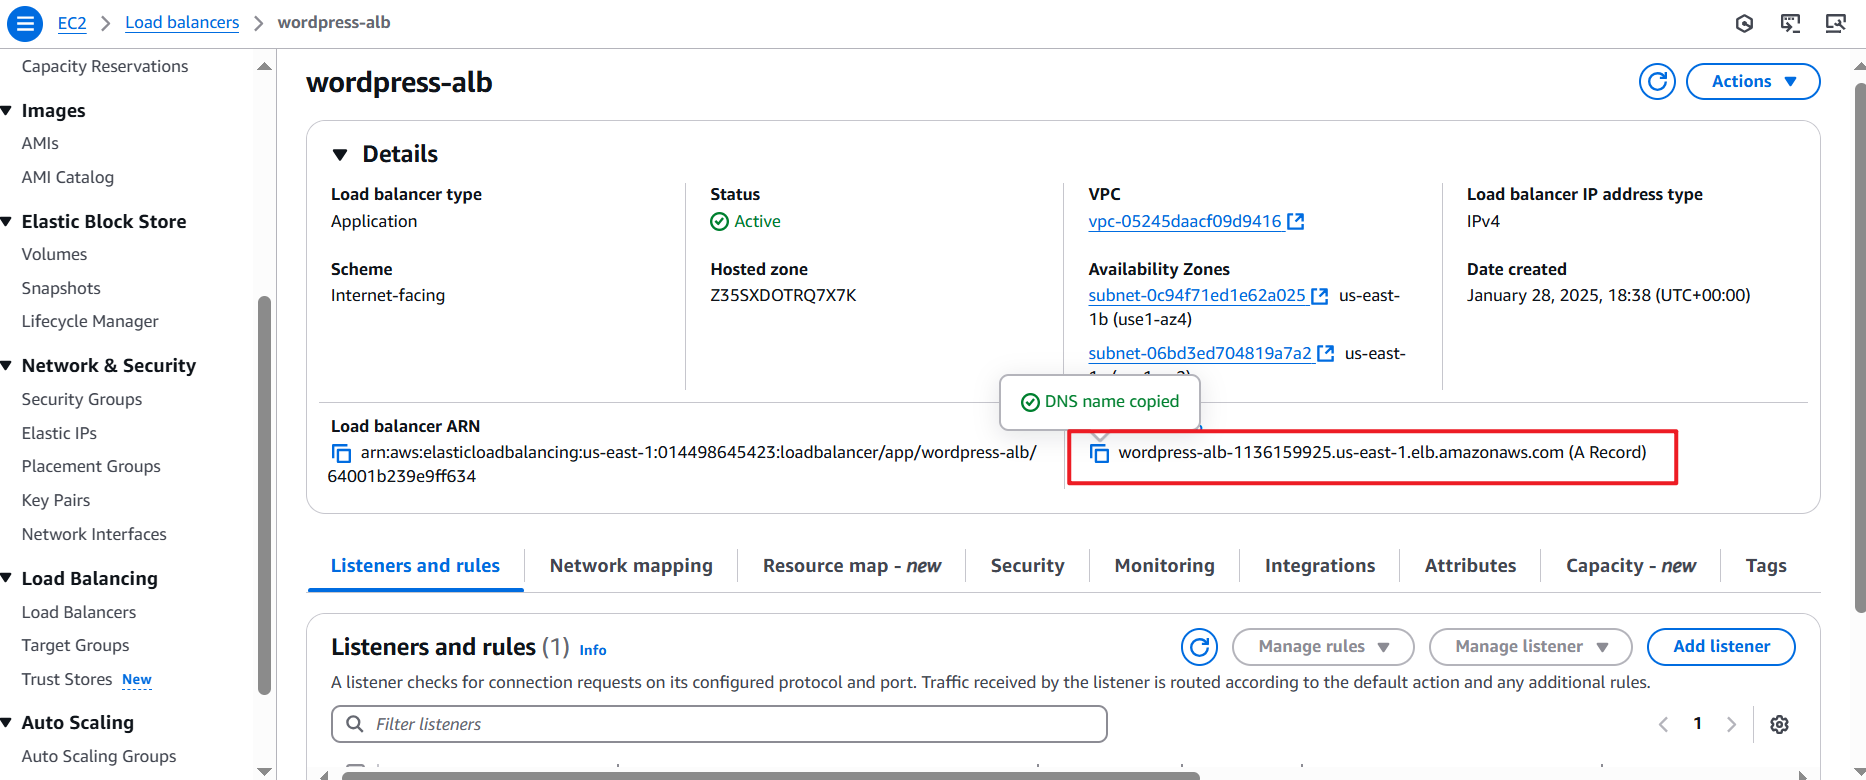 EC2 > Load balancers > wordpress-alb
Capacity Reservations
Images
AMIs
AMI Catalog
Elastic Block Store
Volumes
Snapshots
Lifecycle Manager
Network & Security
Security Groups
Elastic IPs
Placement Groups
Key Pairs
Network Interfaces
Load Balancing
Load Balancers
Target Groups
Trust Stores New
Auto Scaling
Auto Scaling Groups
wordpress-alb
Actions
Details
Load balancer type
Application
Status
Active
VPC
vpc-05245daacf09d9416
Load balancer IP address type
IPv4
Scheme
Internet-facing
Hosted zone
Z35SXDOTRQ7X7K
Availability Zones
subnet-0c94f71ed1e62a025 us-east-
1b (use1-az4)
subnet-06bd3ed704819a7a2 us-east-
Date created
January 28, 2025, 18:38 (UTC+00:00)
DNS name copied
Load balancer ARN
arn:aws:elasticloadbalancing:us-east-1:014498645423:loadbalancer/app/wordpress-alb/
64001b239e9ff634
wordpress-alb-1136159925.us-east-1.elb.amazonaws.com (A Record)
Listeners and rules
Network mapping
Resource map - new
Security
Monitoring
Integrations
Attributes
Capacity - new
Tags
Listeners and rules (1) Info
Manage rules
Manage listener
Add listener
A listener checks for connection requests on its configured protocol and port. Traffic received by the listener is routed according to the default action and any additional rules.
Filter listeners
1